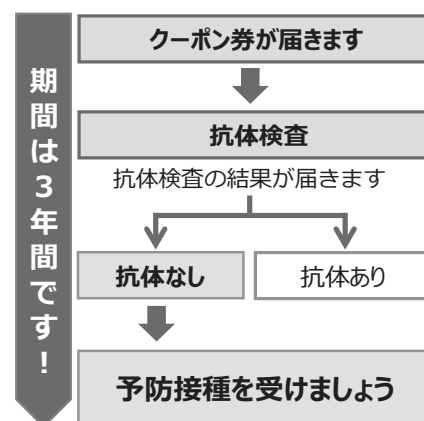 期間は3年間です!
クーポン券が届きます
抗体検査
抗体検査の結果が届きます
抗体なし
抗体あり
予防接種を受けましょう